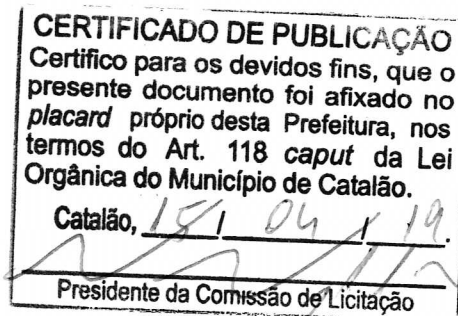 CERTIFICADO DE PUBLICAÇÃO
Certifico para os devidos fins, que o
presente documento foi afixado no
placard próprio desta Prefeitura, nos
termos do Art. 118 caput da Lei
Orgânica do Município de Catalão.
Catalão, 15 / 04 / 19.
Presidente da Comissão de Licitação